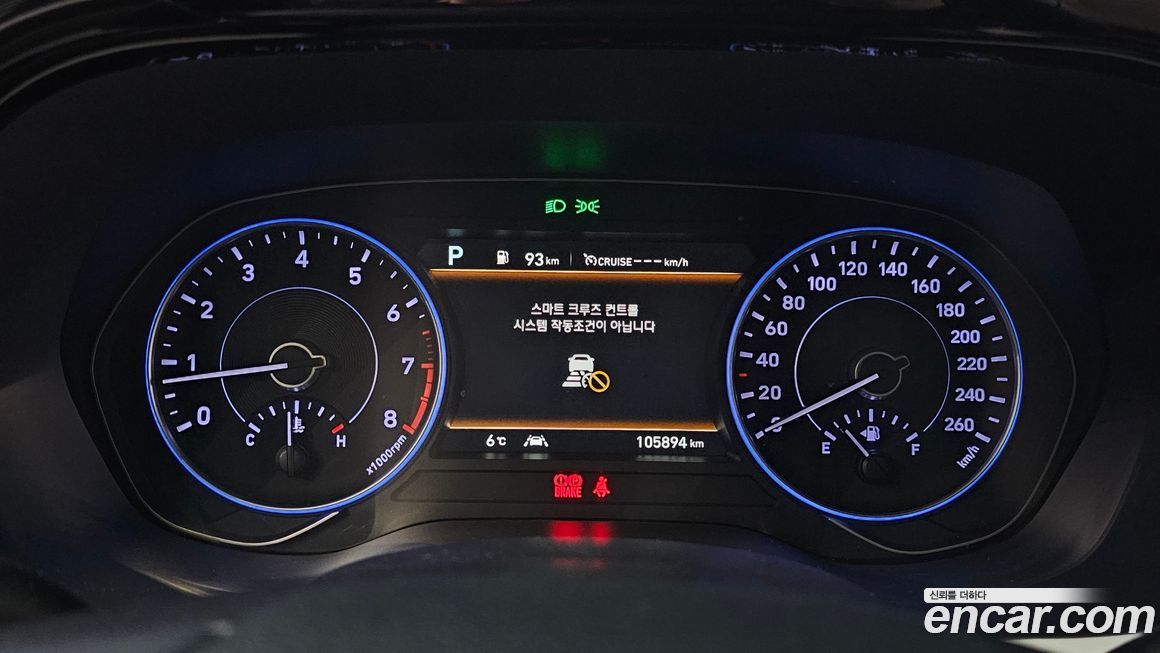 P 93 km CRUISE --- km/h
스마트 크루즈 컨트롤
시스템 작동조건이 아닙니다
6 ℃ 105894 km
BRAKE
0 1 2 3 4 5 6 7 8
x1000rpm
C H
0 20 40 60 80 100 120 140 160 180 200 220 240 260
km/h
E F
신뢰를 더하다
encar.com